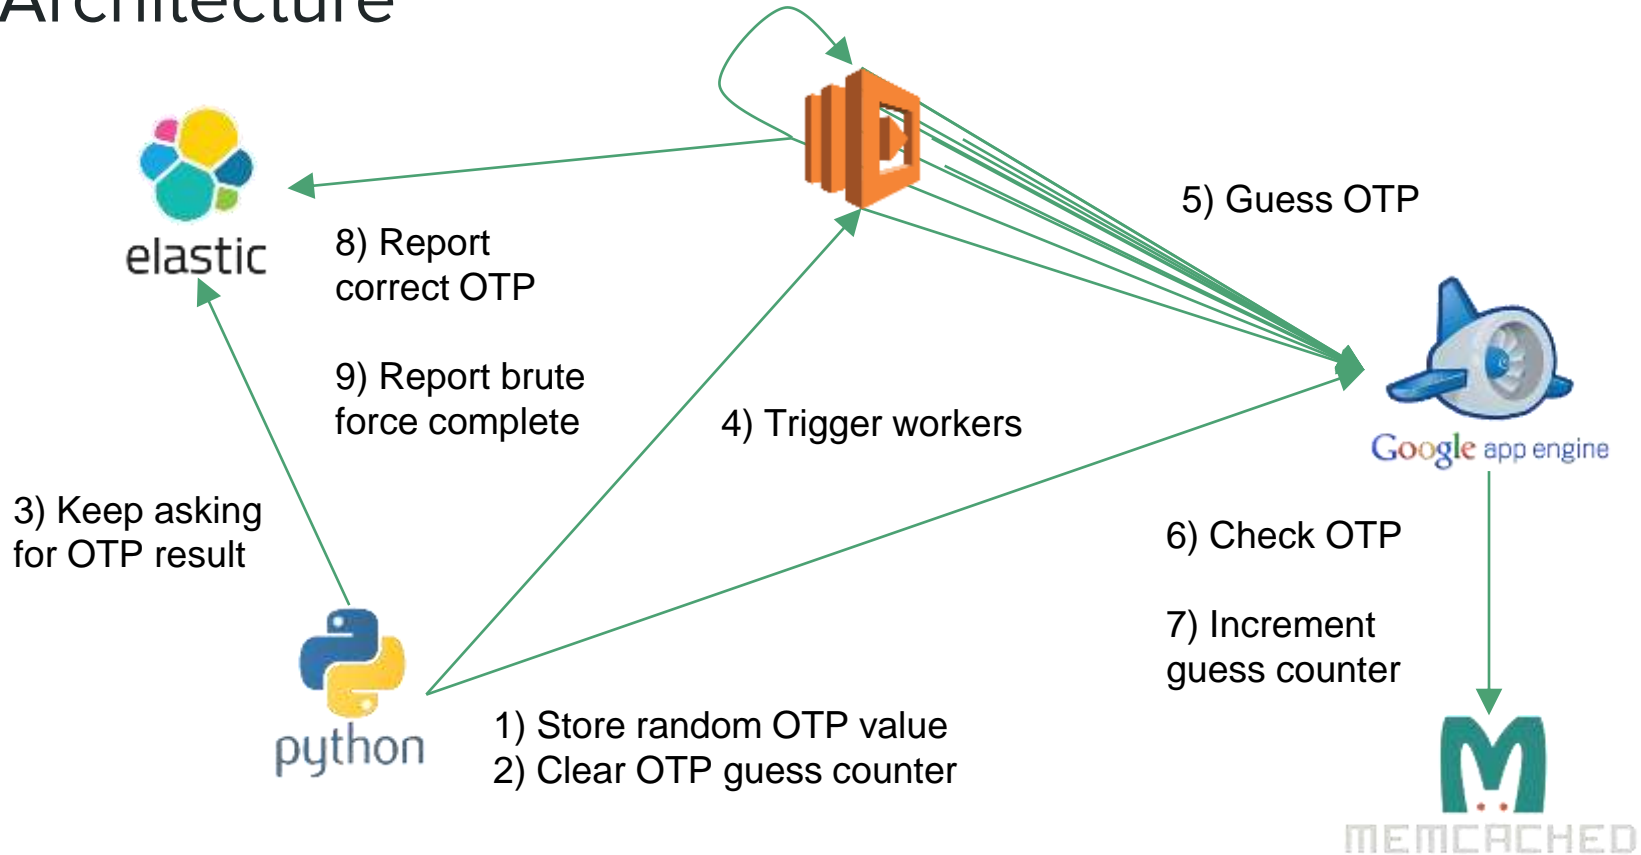 Architecture
5) Guess OTP
elastic
8) Report
correct OTP
9) Report brute
force complete
4) Trigger workers
Google app engine
3) Keep asking
for OTP result
6) Check OTP
7) Increment
guess counter
python
1) Store random OTP value
2) Clear OTP guess counter
MEMCACHED